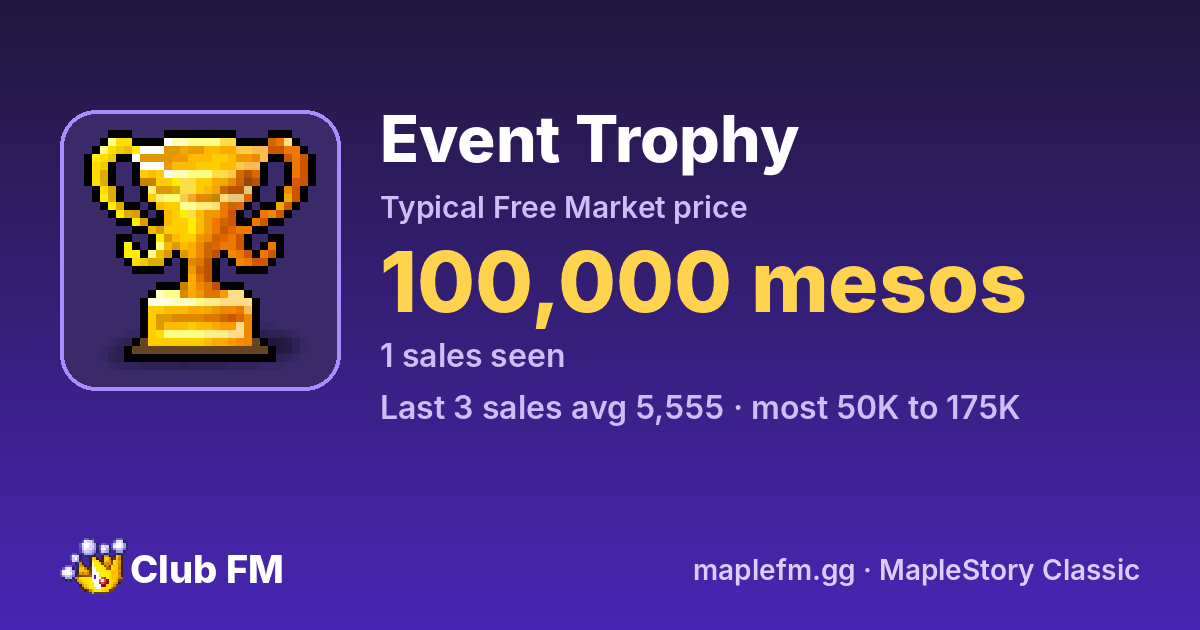 Event Trophy
Typical Free Market price
100,000 mesos
1 sales seen
Last 3 sales avg 5,555 · most 50K to 175K
Club FM
maplefm.gg · MapleStory Classic